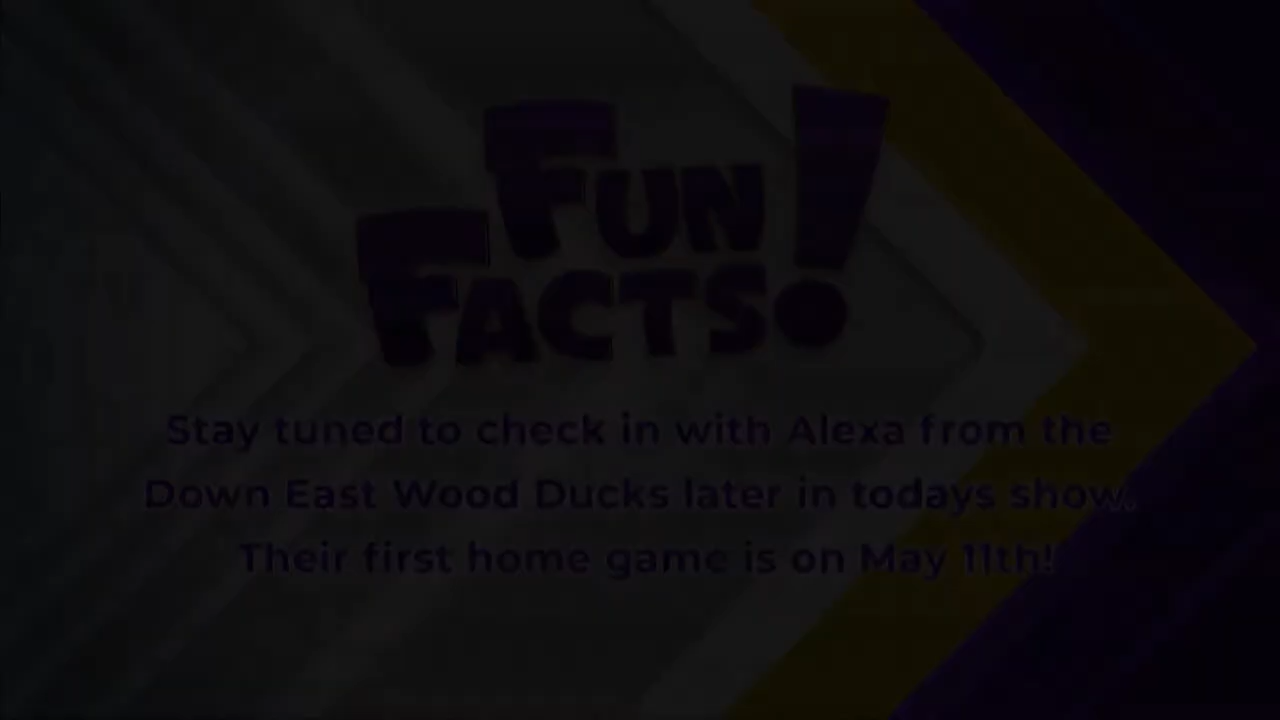 FUN
FACTS!
Stay tuned to check in with Alexa from the
Down East Wood Ducks later in todays show.
Their first home game is on May 11th!